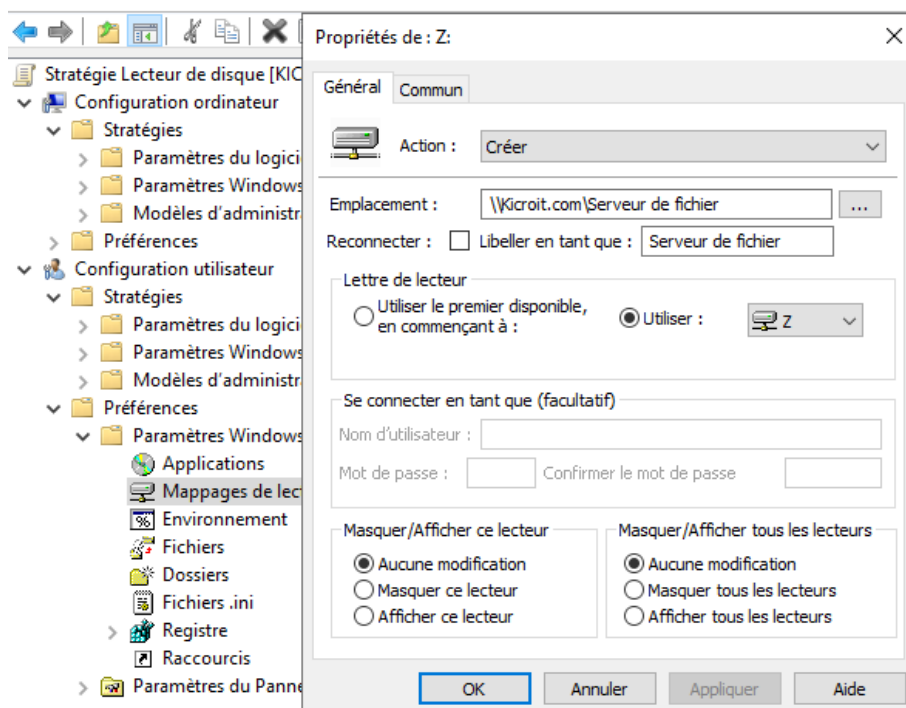 Stratégie Lecteur de disque [KIC
Configuration ordinateur
Stratégies
Paramètres du logici
Paramètres Windows
Modèles d'administr
Préférences
Configuration utilisateur
Stratégies
Paramètres du logici
Paramètres Windows
Modèles d'administr
Préférences
Paramètres Windows
Applications
Mappages de lec
Environnement
Fichiers
Dossiers
Fichiers .ini
Registre
Raccourcis
Paramètres du Panne
Propriétés de : Z:
Général Commun
Action : Créer
Emplacement : \\Kicroit.com\Serveur de fichier ...
Reconnecter : Libeller en tant que : Serveur de fichier
Lettre de lecteur
Utiliser le premier disponible,
en commençant à :
Utiliser : Z
Se connecter en tant que (facultatif)
Nom d'utilisateur :
Mot de passe : Confirmer le mot de passe
Masquer/Afficher ce lecteur
Aucune modification
Masquer ce lecteur
Afficher ce lecteur
Masquer/Afficher tous les lecteurs
Aucune modification
Masquer tous les lecteurs
Afficher tous les lecteurs
OK Annuler Appliquer Aide